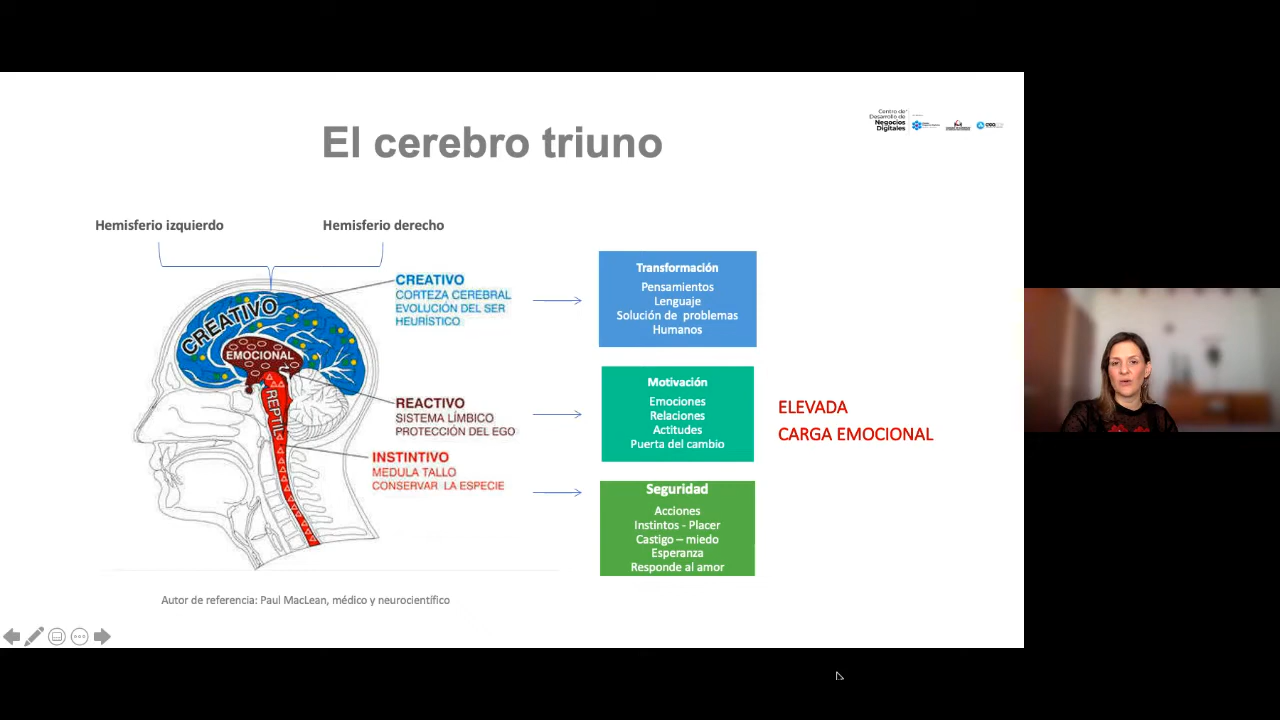 El cerebro triuno
Centro de
Desarrollo de
Negocios
Digitales
Hemisferio izquierdo
Hemisferio derecho
CREATIVO
EMOCIONAL
REPTIL
CREATIVO
CORTEZA CEREBRAL
EVOLUCIÓN DEL SER
HEURÍSTICO
REACTIVO
SISTEMA LÍMBICO
PROTECCIÓN DEL EGO
INSTINTIVO
MEDULA TALLO
CONSERVAR LA ESPECIE
Transformación
Pensamientos
Lenguaje
Solución de problemas
Humanos
Motivación
Emociones
Relaciones
Actitudes
Puerta del cambio
ELEVADA
CARGA EMOCIONAL
Seguridad
Acciones
Instintos - Placer
Castigo – miedo
Esperanza
Responde al amor
Autor de referencia: Paul MacLean, médico y neurocientífico